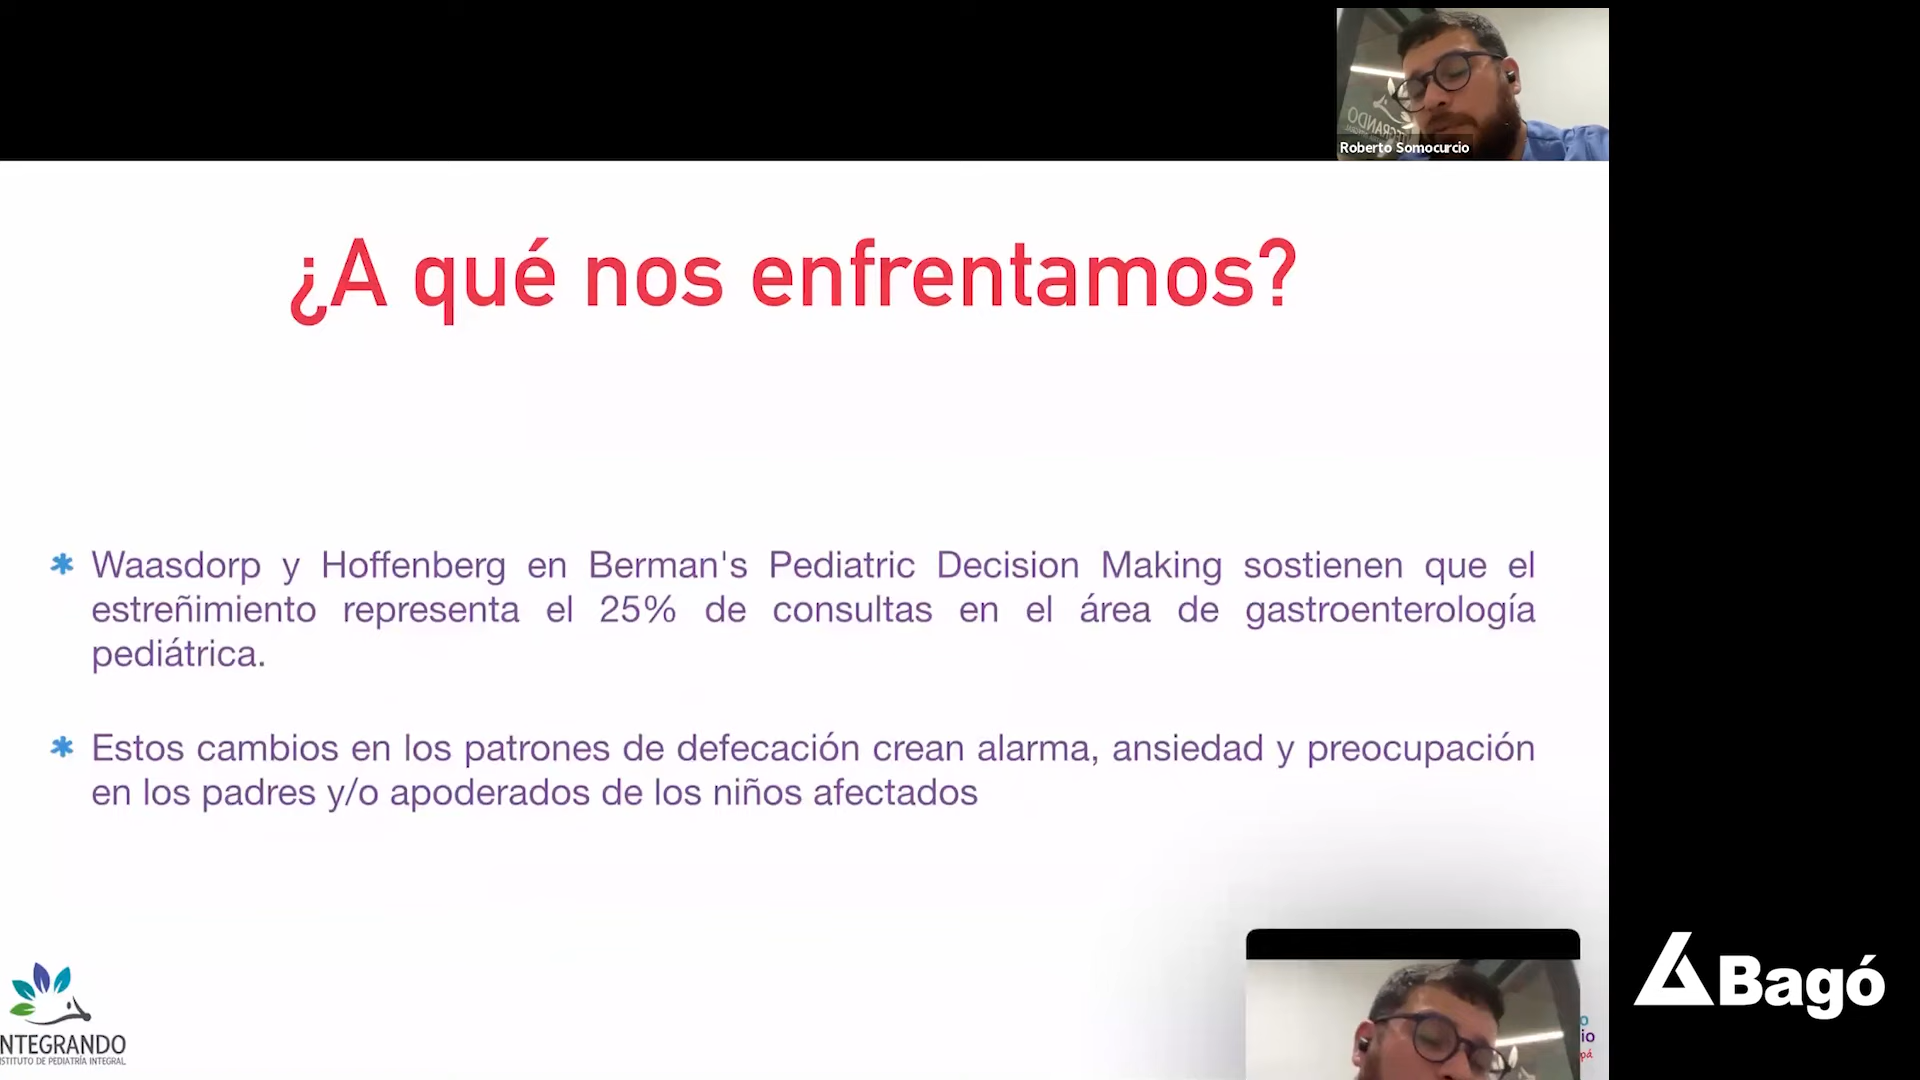 Roberto Somocurcio
¿A qué nos enfrentamos?
Waasdorp y Hoffenberg en Berman's Pediatric Decision Making sostienen que el
estreñimiento representa el 25% de consultas en el área de gastroenterología
pediátrica.
Estos cambios en los patrones de defecación crean alarma, ansiedad y preocupación
en los padres y/o apoderados de los niños afectados
NTEGRANDO
STITUTO DE PEDIATRÍA INTEGRAL
o
io
pá
Bagó